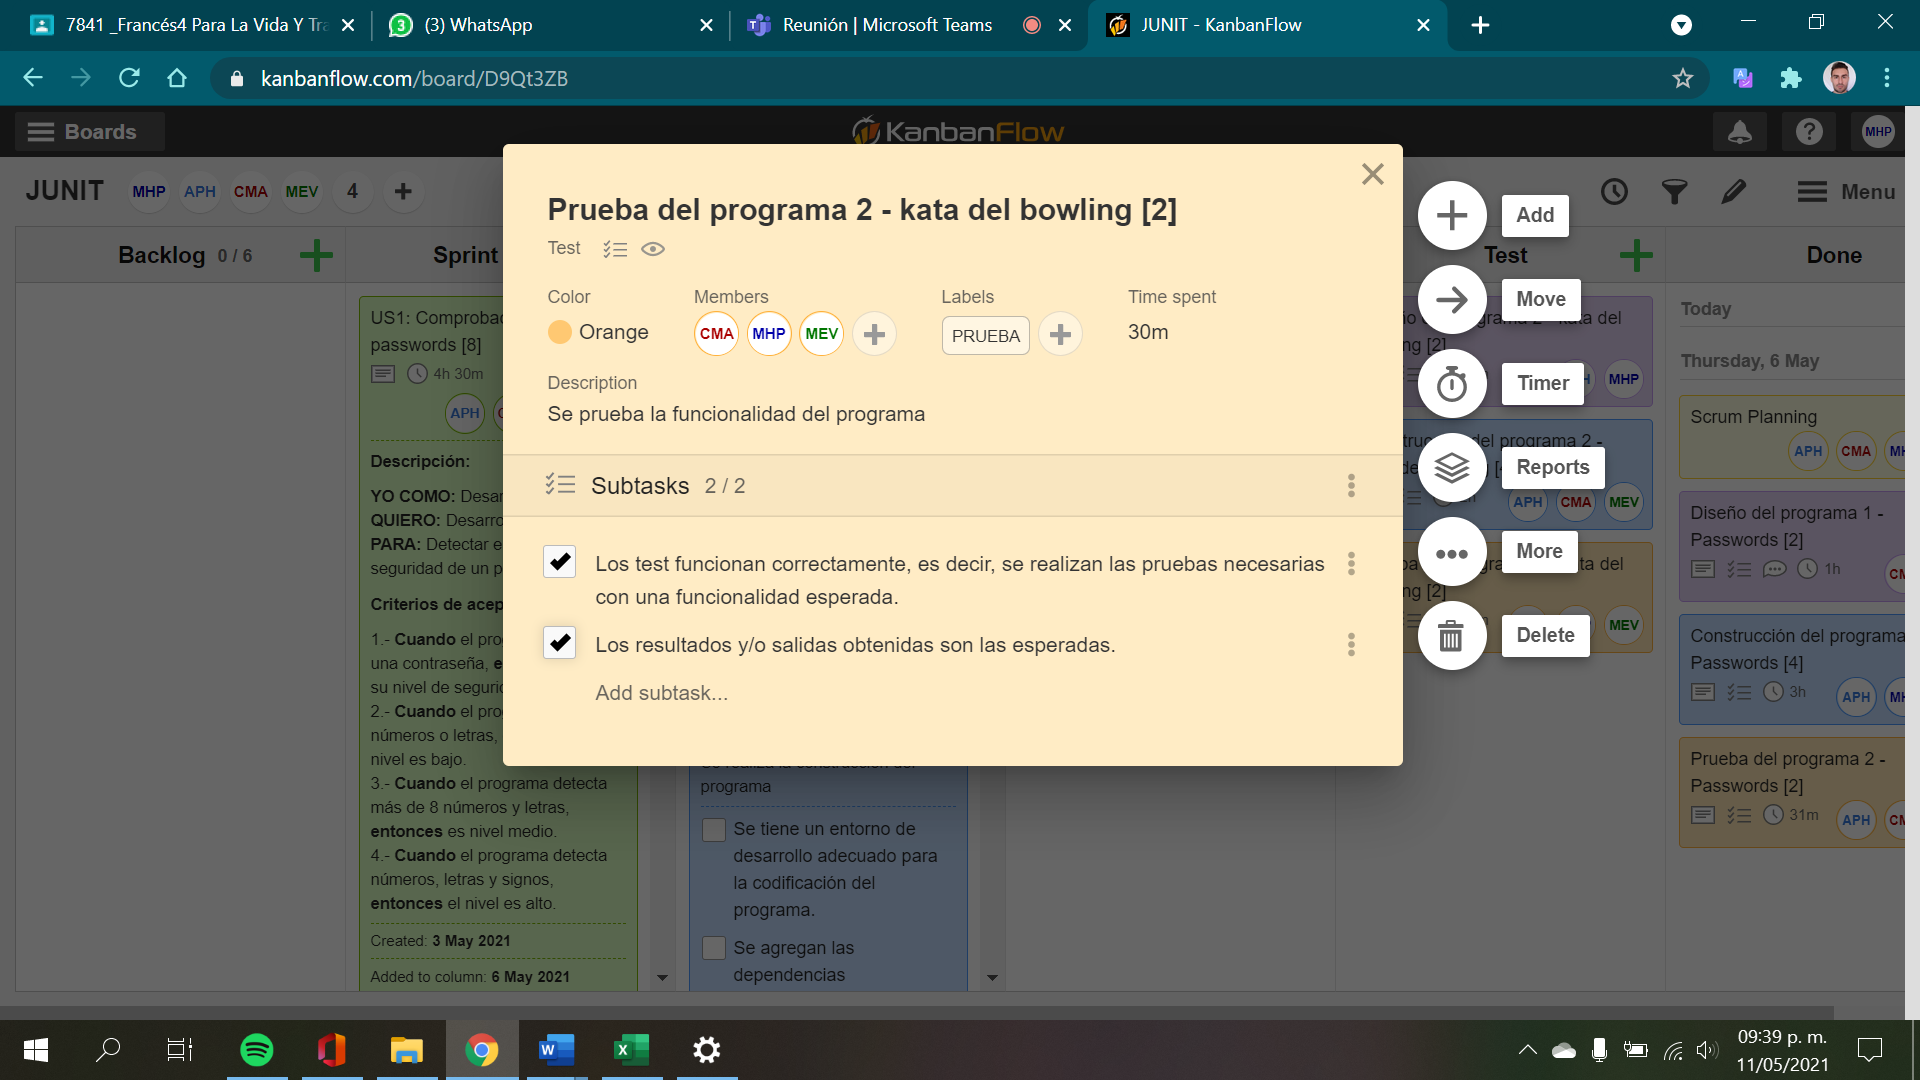 7841 _Francés4 Para La Vida Y Tra
(3) WhatsApp
Reunión | Microsoft Teams
JUNIT - KanbanFlow
kanbanflow.com/board/D9Qt3ZB
Boards
KanbanFlow
MHP
JUNIT MHP APH CMA MEV 4
Menu
Backlog 0 / 6
Sprint
Test
Done
US1: Comprobac
passwords [8]
4h 30m
APH
Descripción:
YO COMO: Desar
QUIERO: Desarro
PARA: Detectar e
seguridad de un p
Criterios de acep
1.- Cuando el pro
una contraseña, e
su nivel de seguri
2.- Cuando el pro
números o letras,
nivel es bajo.
3.- Cuando el programa detecta
más de 8 números y letras,
entonces es nivel medio.
4.- Cuando el programa detecta
números, letras y signos,
entonces el nivel es alto.
Created: 3 May 2021
Added to column: 6 May 2021
programa
Se tiene un entorno de
desarrollo adecuado para
la codificación del
programa.
Se agregan las
dependencias
Prueba del programa 2 - kata del bowling [2]
Test
Color
Orange
Members
CMA MHP MEV
Labels
PRUEBA
Time spent
30m
Description
Se prueba la funcionalidad del programa
Subtasks 2 / 2
Los test funcionan correctamente, es decir, se realizan las pruebas necesarias
con una funcionalidad esperada.
Los resultados y/o salidas obtenidas son las esperadas.
Add subtask...
Add
Move
Timer
Reports
More
Delete
MHP
del programa 2 -
APH CMA MEV
MEV
Today
Thursday, 6 May
Scrum Planning
APH CMA MH
Diseño del programa 1 -
Passwords [2]
1h
CM
Construcción del programa
Passwords [4]
3h
APH MH
Prueba del programa 2 -
Passwords [2]
31m
APH CM
09:39 p. m.
11/05/2021